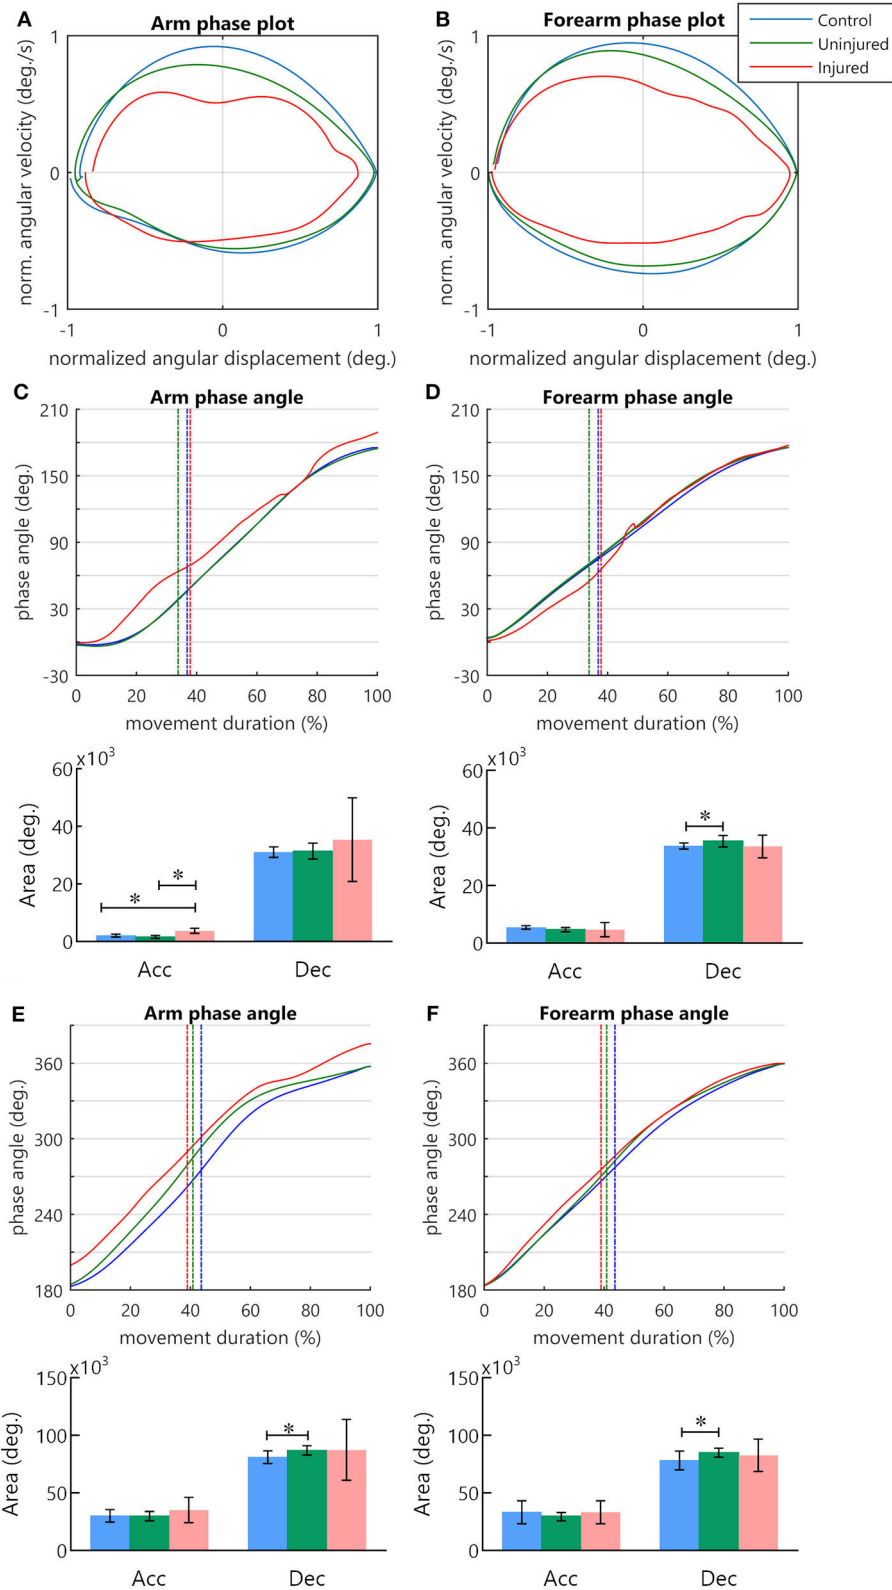 A
Arm phase plot
norm. angular velocity (deg./s)
1
0
-1
-1
0
1
normalized angular displacement (deg.)
B
Forearm phase plot
Control
Uninjured
Injured
norm. angular velocity (deg./s)
1
0
-1
-1
0
1
normalized angular displacement (deg.)
C
Arm phase angle
phase angle (deg.)
210
150
90
30
-30
0 20 40 60 80 100
movement duration (%)
x10³
Area (deg.)
60
40
20
0
*
*
Acc Dec
D
Forearm phase angle
phase angle (deg.)
210
150
90
30
-30
0 20 40 60 80 100
movement duration (%)
x10³
Area (deg.)
60
40
20
0
*
Acc Dec
E
Arm phase angle
phase angle (deg.)
360
300
240
180
0 20 40 60 80 100
movement duration (%)
x10³
Area (deg.)
150
100
50
0
*
Acc Dec
F
Forearm phase angle
phase angle (deg.)
360
300
240
180
0 20 40 60 80 100
movement duration (%)
x10³
Area (deg.)
150
100
50
0
*
Acc Dec